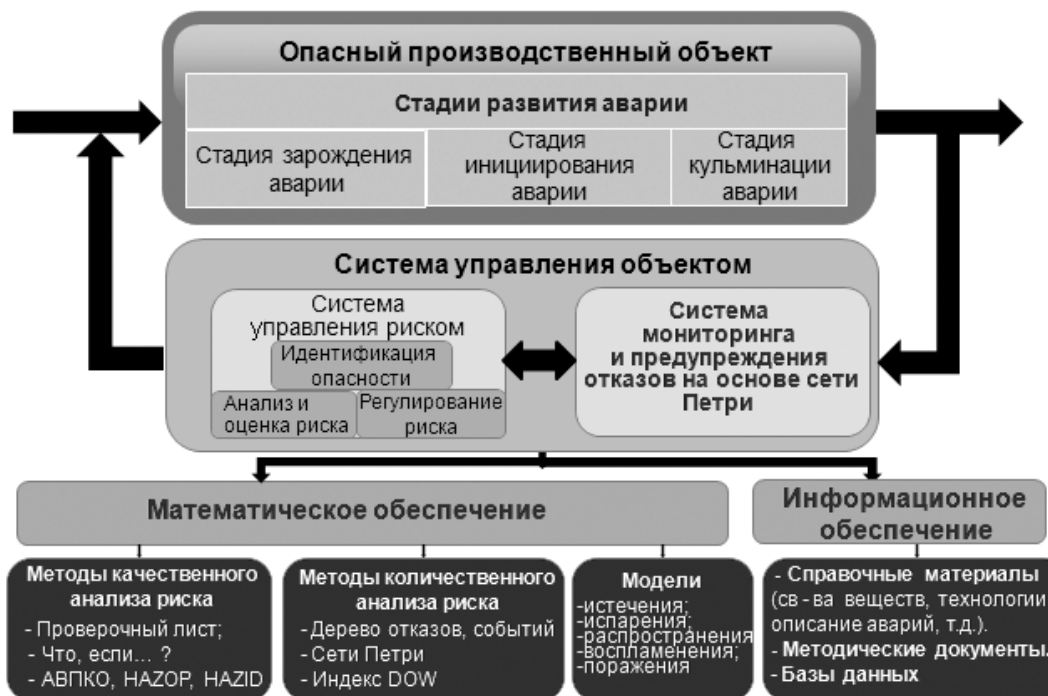 Опасный производственный объект
Стадии развития аварии
Стадия зарождения
аварии
Стадия
инициирования
аварии
Стадия
кульминации
аварии
Система управления объектом
Система
управления риском
Идентификация
опасности
Анализ и
оценка риска
Регулирование
риска
Система
мониторинга
и предупреждения
отказов на основе сети
Петри
Математическое обеспечение
Информационное
обеспечение
Методы качественного
анализа риска
- Проверочный лист;
- Что, если... ?
- АВПКО, HAZOP, HAZID
Методы количественного
анализа риска
- Дерево отказов, событий
- Сети Петри
- Индекс DOW
Модели
-истечения;
-испарения;
-распространения
-воспламенения;
-поражения
- Справочные материалы
(св-ва веществ, технологии
описание аварий, т.д.).
- Методические документы.
- Базы данных